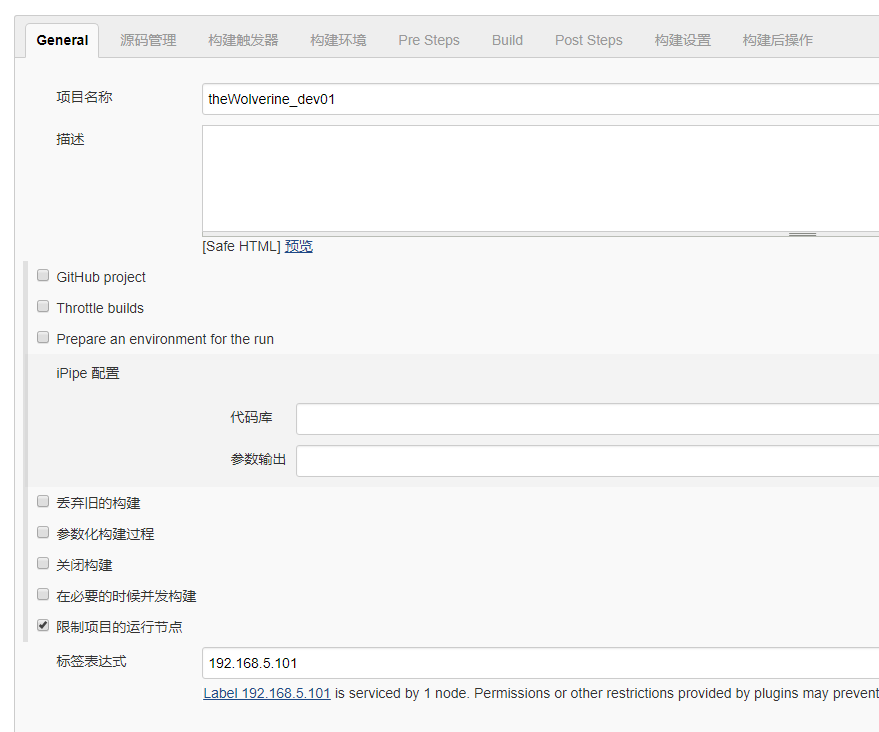 General 源码管理 构建触发器 构建环境 Pre Steps Build Post Steps 构建设置 构建后操作
项目名称 theWolverine_dev01
描述
[Safe HTML] 预览
GitHub project
Throttle builds
Prepare an environment for the run
iPipe 配置
代码库
参数输出
丢弃旧的构建
参数化构建过程
关闭构建
在必要的时候并发构建
限制项目的运行节点
标签表达式 192.168.5.101
Label 192.168.5.101 is serviced by 1 node. Permissions or other restrictions provided by plugins may prevent